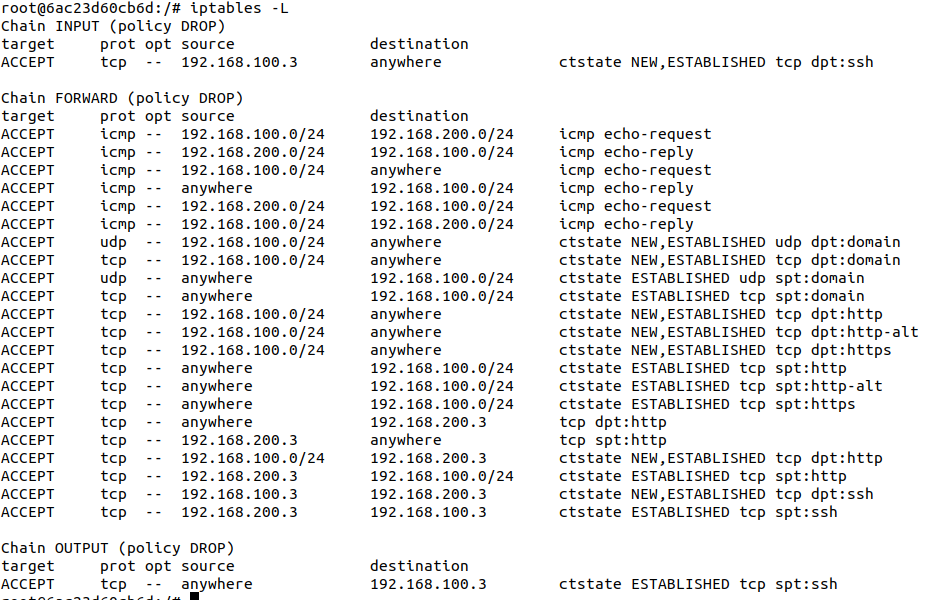 root@6ac23d60cb6d:/# iptables -L
Chain INPUT (policy DROP)
target     prot opt source               destination
ACCEPT     tcp  --  192.168.100.3        anywhere             ctstate NEW,ESTABLISHED tcp dpt:ssh

Chain FORWARD (policy DROP)
target     prot opt source               destination
ACCEPT     icmp --  192.168.100.0/24     192.168.200.0/24     icmp echo-request
ACCEPT     icmp --  192.168.200.0/24     192.168.100.0/24     icmp echo-reply
ACCEPT     icmp --  192.168.100.0/24     anywhere             icmp echo-request
ACCEPT     icmp --  anywhere             192.168.100.0/24     icmp echo-reply
ACCEPT     icmp --  192.168.200.0/24     192.168.100.0/24     icmp echo-request
ACCEPT     icmp --  192.168.100.0/24     192.168.200.0/24     icmp echo-reply
ACCEPT     udp  --  192.168.100.0/24     anywhere             ctstate NEW,ESTABLISHED udp dpt:domain
ACCEPT     tcp  --  192.168.100.0/24     anywhere             ctstate NEW,ESTABLISHED tcp dpt:domain
ACCEPT     udp  --  anywhere             192.168.100.0/24     ctstate ESTABLISHED udp spt:domain
ACCEPT     tcp  --  anywhere             192.168.100.0/24     ctstate ESTABLISHED tcp spt:domain
ACCEPT     tcp  --  192.168.100.0/24     anywhere             ctstate NEW,ESTABLISHED tcp dpt:http
ACCEPT     tcp  --  192.168.100.0/24     anywhere             ctstate NEW,ESTABLISHED tcp dpt:http-alt
ACCEPT     tcp  --  192.168.100.0/24     anywhere             ctstate NEW,ESTABLISHED tcp dpt:https
ACCEPT     tcp  --  anywhere             192.168.100.0/24     ctstate ESTABLISHED tcp spt:http
ACCEPT     tcp  --  anywhere             192.168.100.0/24     ctstate ESTABLISHED tcp spt:http-alt
ACCEPT     tcp  --  anywhere             192.168.100.0/24     ctstate ESTABLISHED tcp spt:https
ACCEPT     tcp  --  anywhere             192.168.200.3        tcp dpt:http
ACCEPT     tcp  --  192.168.200.3        anywhere             tcp spt:http
ACCEPT     tcp  --  192.168.100.0/24     192.168.200.3        ctstate NEW,ESTABLISHED tcp dpt:http
ACCEPT     tcp  --  192.168.200.3        192.168.100.0/24     ctstate ESTABLISHED tcp spt:http
ACCEPT     tcp  --  192.168.100.3        192.168.200.3        ctstate NEW,ESTABLISHED tcp dpt:ssh
ACCEPT     tcp  --  192.168.200.3        192.168.100.3        ctstate ESTABLISHED tcp spt:ssh

Chain OUTPUT (policy DROP)
target     prot opt source               destination
ACCEPT     tcp  --  anywhere             192.168.100.3        ctstate ESTABLISHED tcp spt:ssh
root@6ac23d60cb6d:/#